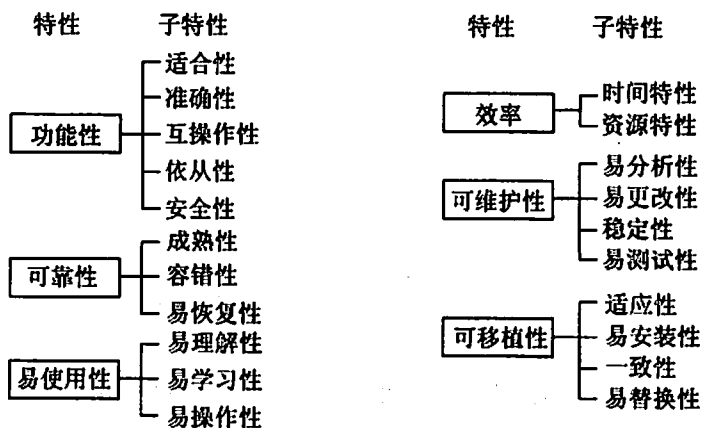 特性 子特性
功能性
适合性
准确性
互操作性
依从性
安全性
可靠性
成熟性
容错性
易恢复性
易使用性
易理解性
易学习性
易操作性
特性 子特性
效率
时间特性
资源特性
可维护性
易分析性
易更改性
稳定性
易测试性
可移植性
适应性
易安装性
一致性
易替换性